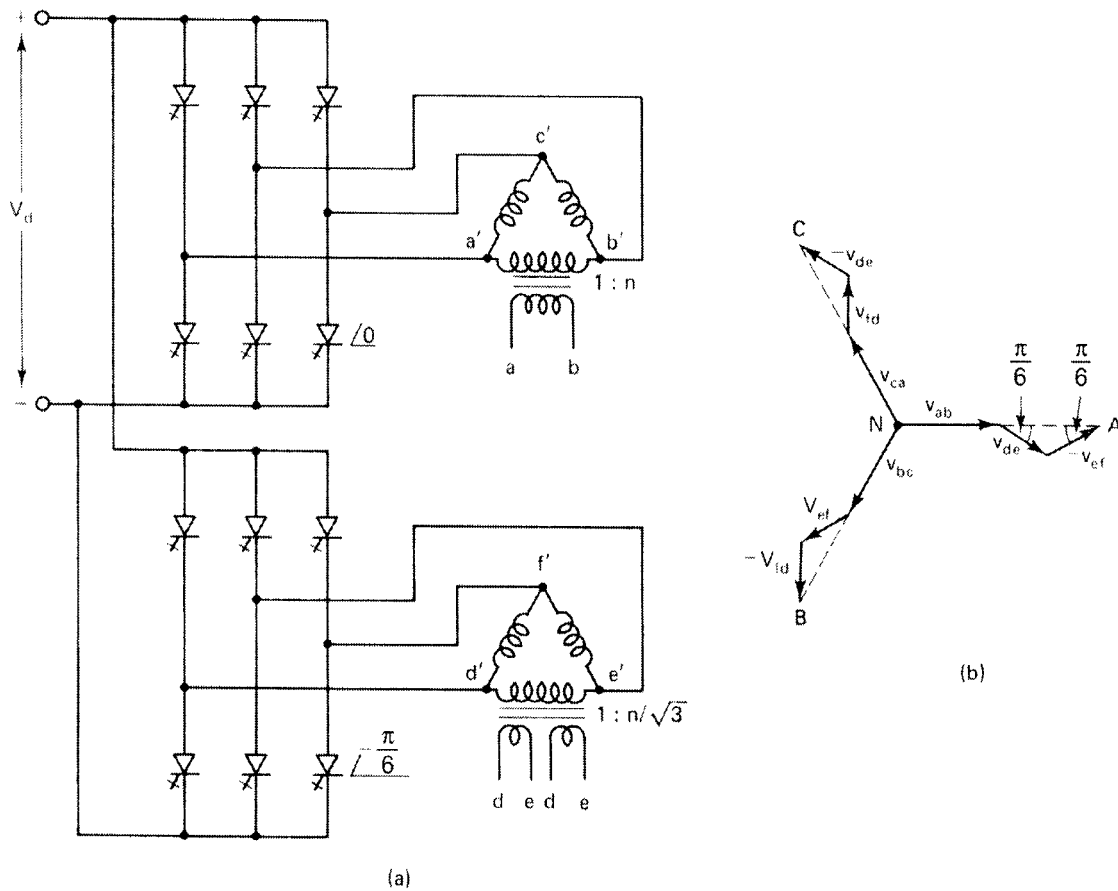 +
V_d
−
c'
a'
b'
1 : n
∠0
a b
f'
d'
e'
1 : n/√3
∠−π/6
d e d e
(a)
C
−v_de
v_fd
v_ca
N
v_ab
π/6
π/6
A
v_de
−v_ef
v_bc
V_ef
−V_fd
B
(b)